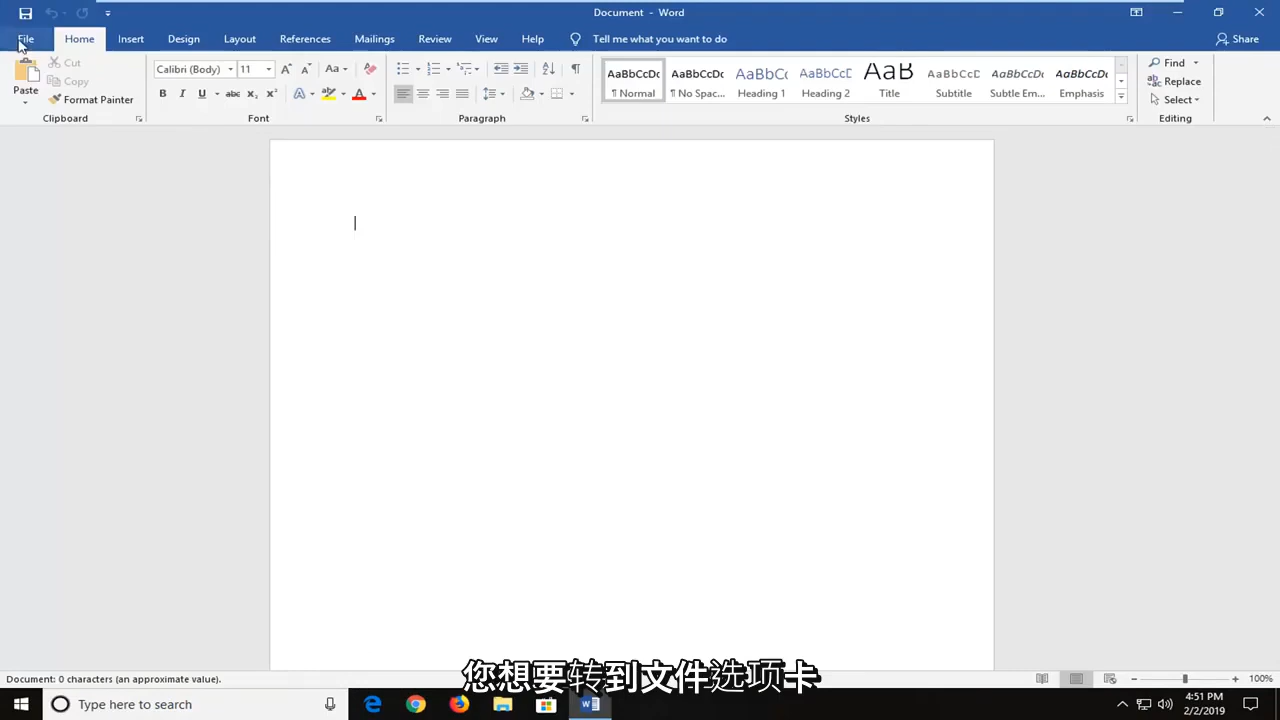 Document - Word
File Home Insert Design Layout References Mailings Review View Help Tell me what you want to do Share
Cut
Copy
Paste
Format Painter
Clipboard
Calibri (Body) 11 Aa
B I U abc X₂ X² A A
Font
Paragraph
AaBbCcDc AaBbCcDc AaBbCc AaBbCcD AaB AaBbCcD AaBbCcDc AaBbCcDc
¶ Normal ¶ No Spac... Heading 1 Heading 2 Title Subtitle Subtle Em... Emphasis
Styles
Find
Replace
Select
Editing
您想要转到文件选项卡
Document: 0 characters (an approximate value).
100%
Type here to search
4:51 PM
2/2/2019